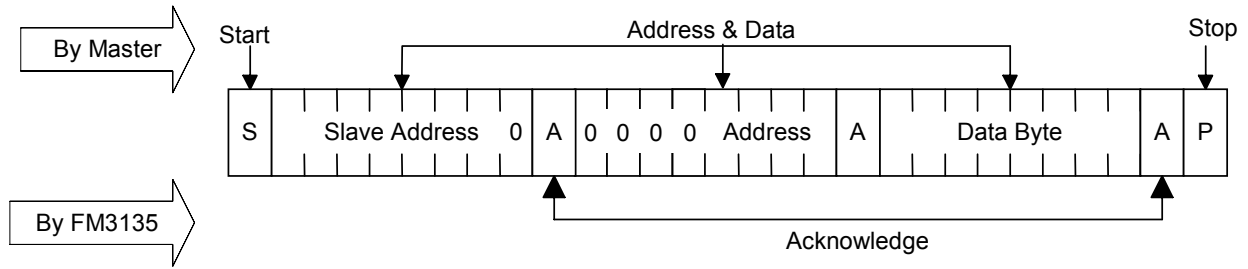 By Master
Start
Address & Data
Stop
S Slave Address 0 A 0 0 0 0 Address A Data Byte A P
By FM3135
Acknowledge